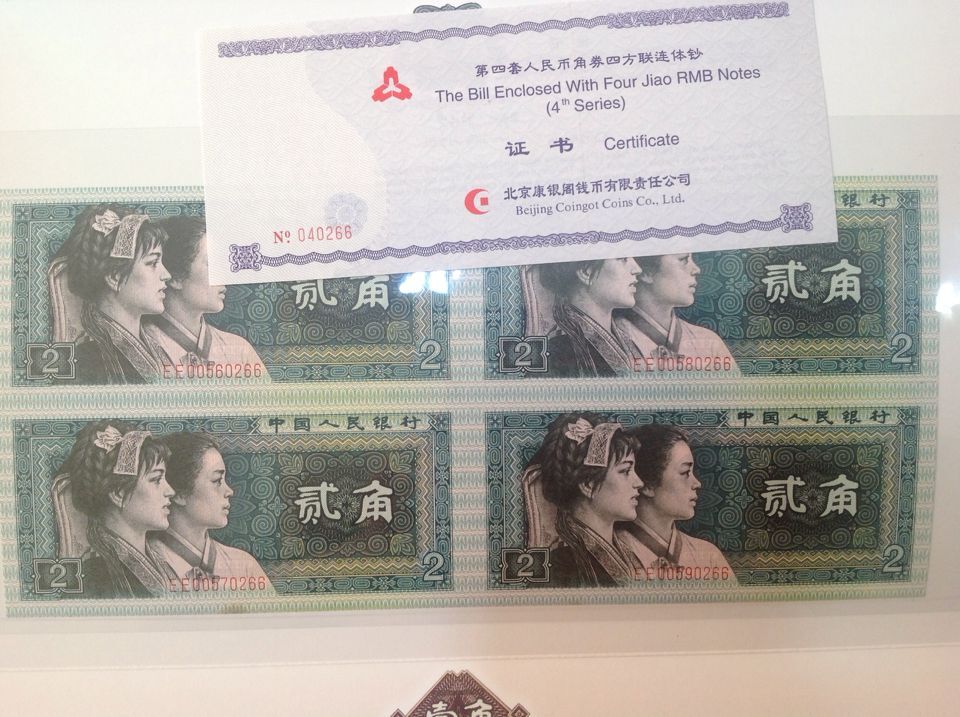 第四套人民币角券四方联连体钞
The Bill Enclosed With Four Jiao RMB Notes
(4th Series)
证书 Certificate
北京康银阁钱币有限责任公司
Beijing Coingot Coins Co., Ltd.
Nº 040266
银行
贰角
贰角
2
EE00560266
2
2
EE00580266
2
中国人民银行
中国人民银行
贰角
贰角
2
EE00570266
2
2
EE00590266
2
壹角